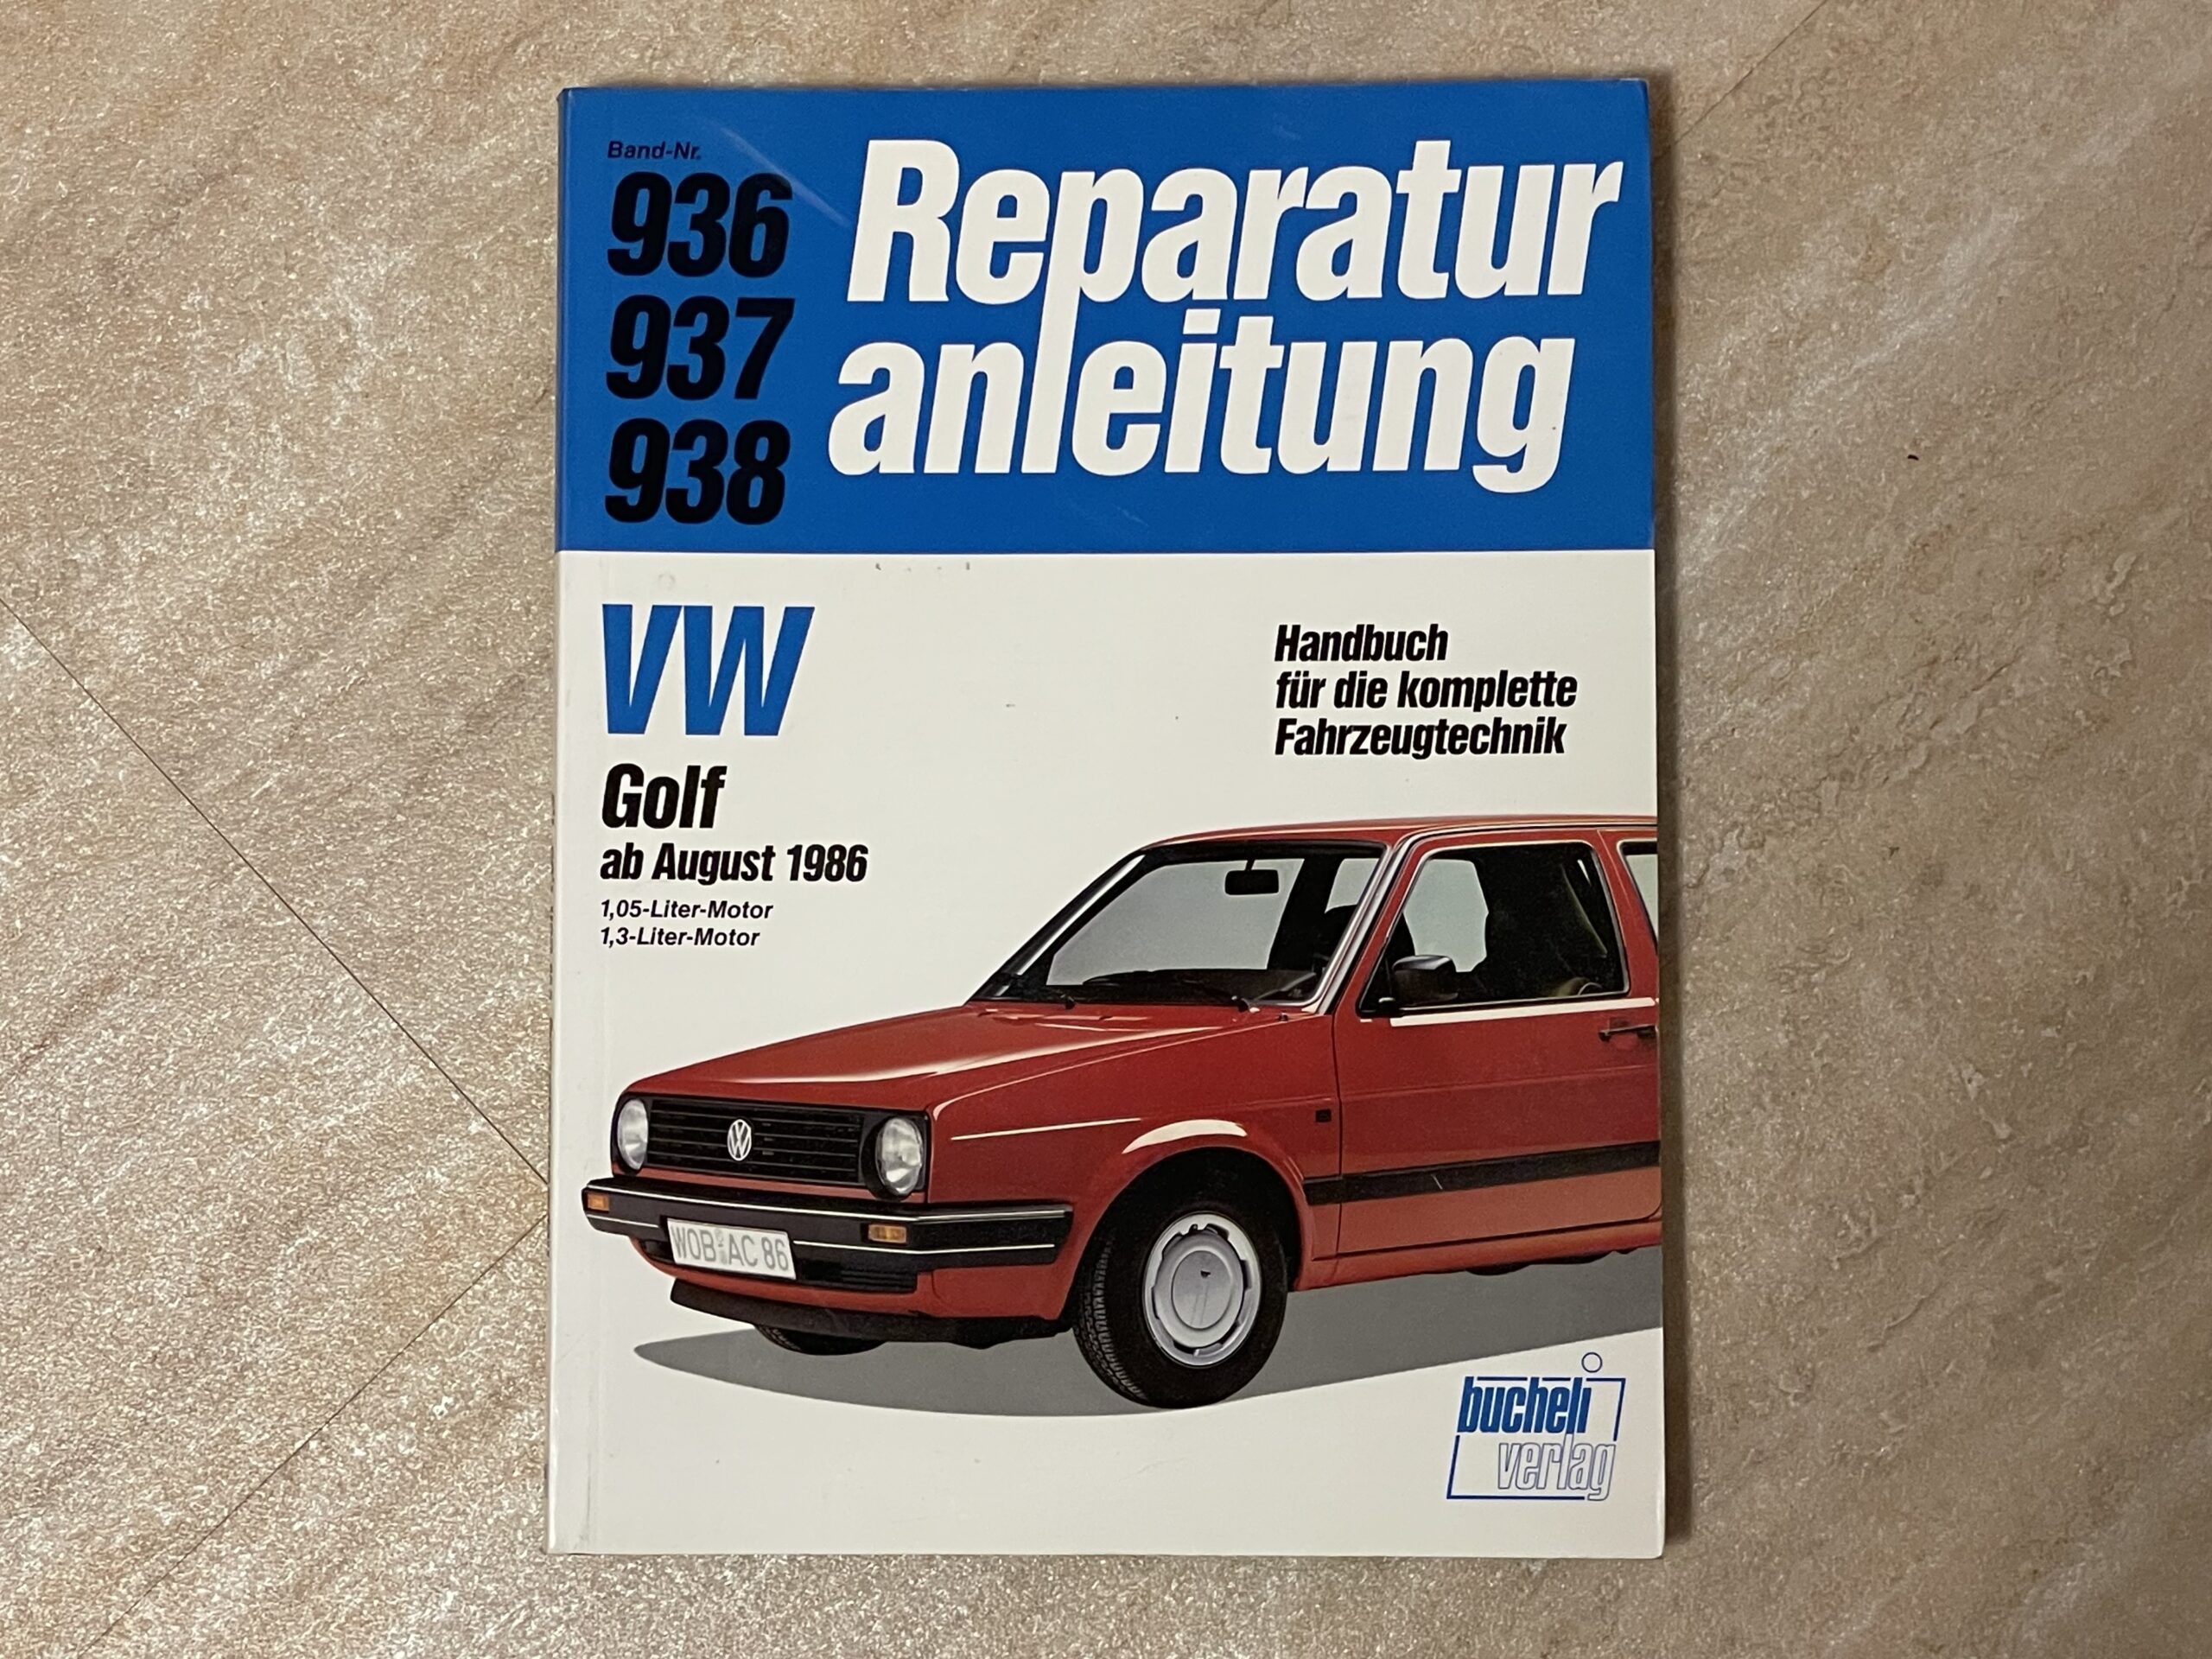 Band-Nr.
936
937
938
Reparatur
anleitung
VW
Golf
ab August 1986
1,05-Liter-Motor
1,3-Liter-Motor
Handbuch
für die komplette
Fahrzeugtechnik
WOB AC 86
bucheli
verlag